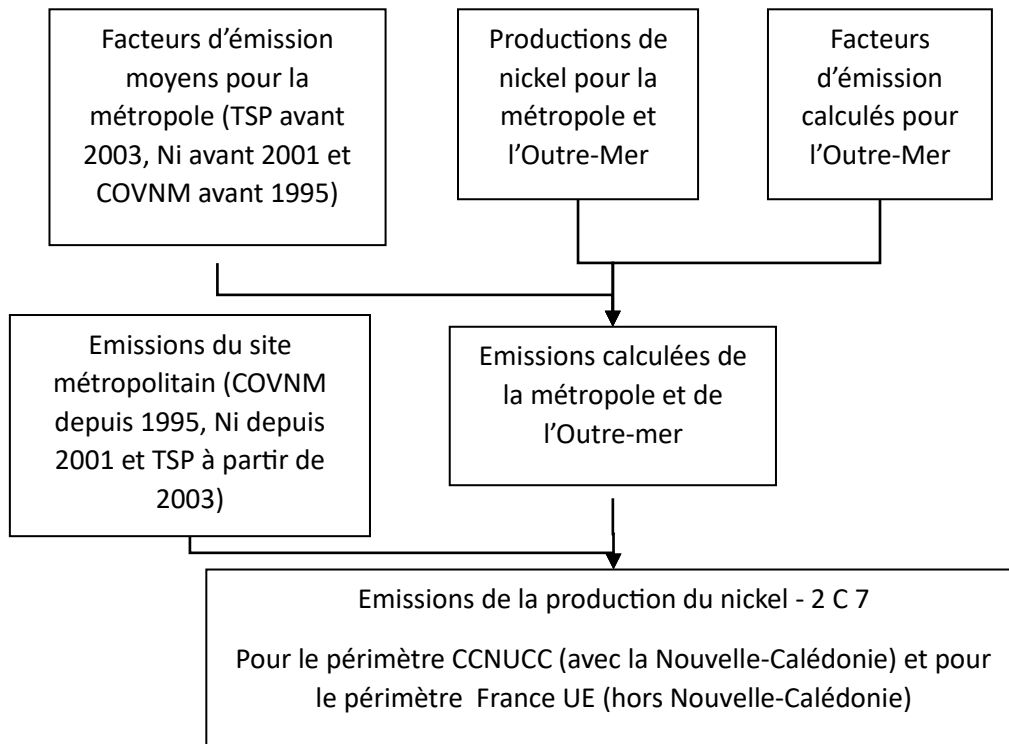 Facteurs d’émission
moyens pour la
métropole (TSP avant
2003, Ni avant 2001 et
COVNM avant 1995)
Productions de
nickel pour la
métropole et
l’Outre-Mer
Facteurs
d’émission
calculés pour
l’Outre-Mer
Emissions du site
métropolitain (COVNM
depuis 1995, Ni depuis
2001 et TSP à partir de
2003)
Emissions calculées de
la métropole et de
l’Outre-mer
Emissions de la production du nickel - 2 C 7
Pour le périmètre CCNUCC (avec la Nouvelle-Calédonie) et pour
le périmètre France UE (hors Nouvelle-Calédonie)